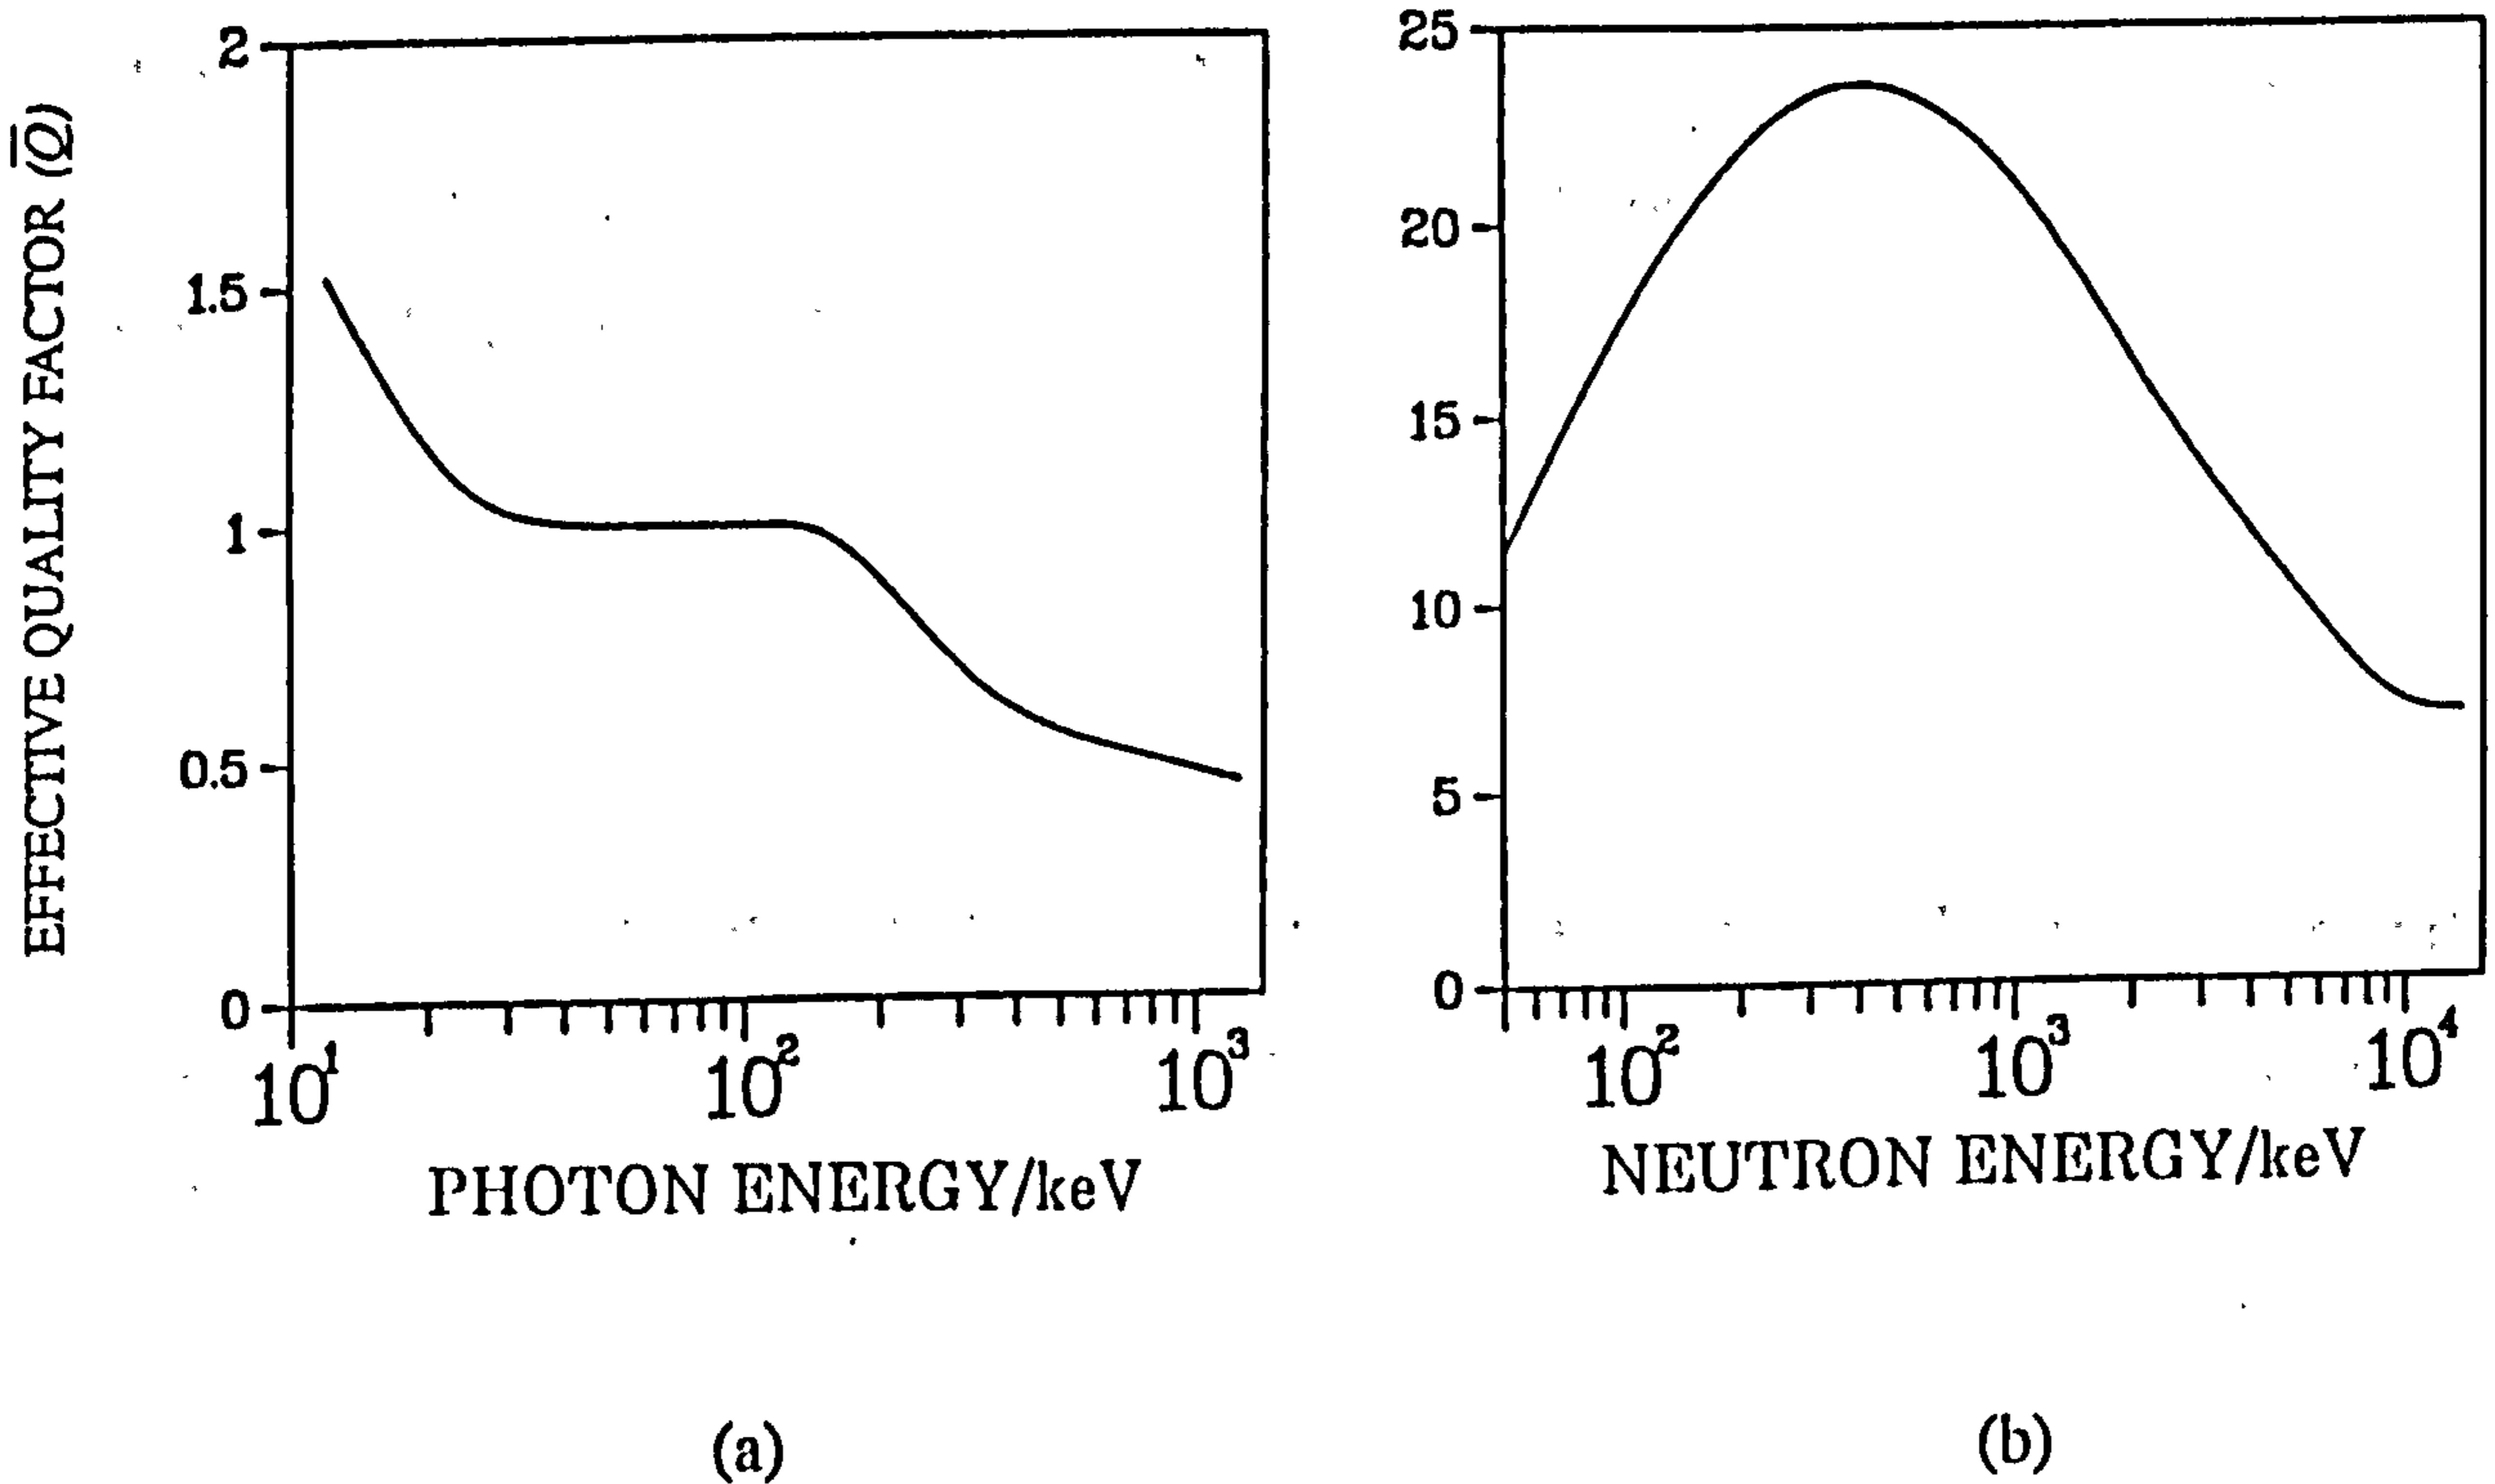 EFFECTIVE QUALITY FACTOR (Q̅)
2
1.5
1
0.5
0
10¹ 10² 10³
PHOTON ENERGY/keV
(a)
25
20
15
10
5
0
10² 10³ 10⁴
NEUTRON ENERGY/keV
(b)